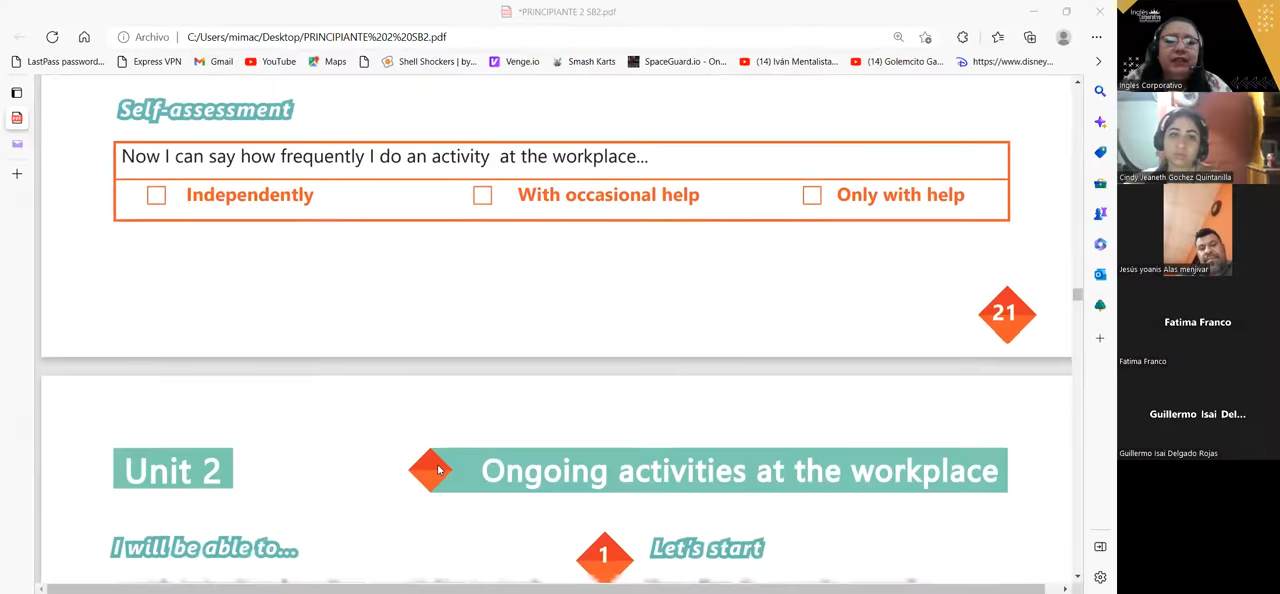 *PRINCIPIANTE 2 SB2.pdf
Archivo
C:/Users/mimac/Desktop/PRINCIPIANTE%202%20SB2.pdf
LastPass password...
Express VPN
Gmail
YouTube
Maps
Shell Shockers | by...
Venge.io
Smash Karts
SpaceGuard.io - On...
(14) Iván Mentalista...
(14) Golemcito Ga...
https://www.disney...
Self-assessment
Now I can say how frequently I do an activity at the workplace...
Independently
With occasional help
Only with help
21
Unit 2
Ongoing activities at the workplace
I will be able to...
1
Let's start
Inglés
Corporativo
Ingles Corporativo
Cindy Jeaneth Gochez Quintanilla
Jesús yoanis Alas menjivar
Fatima Franco
Fatima Franco
Guillermo Isai Del...
Guillermo Isai Delgado Rojas